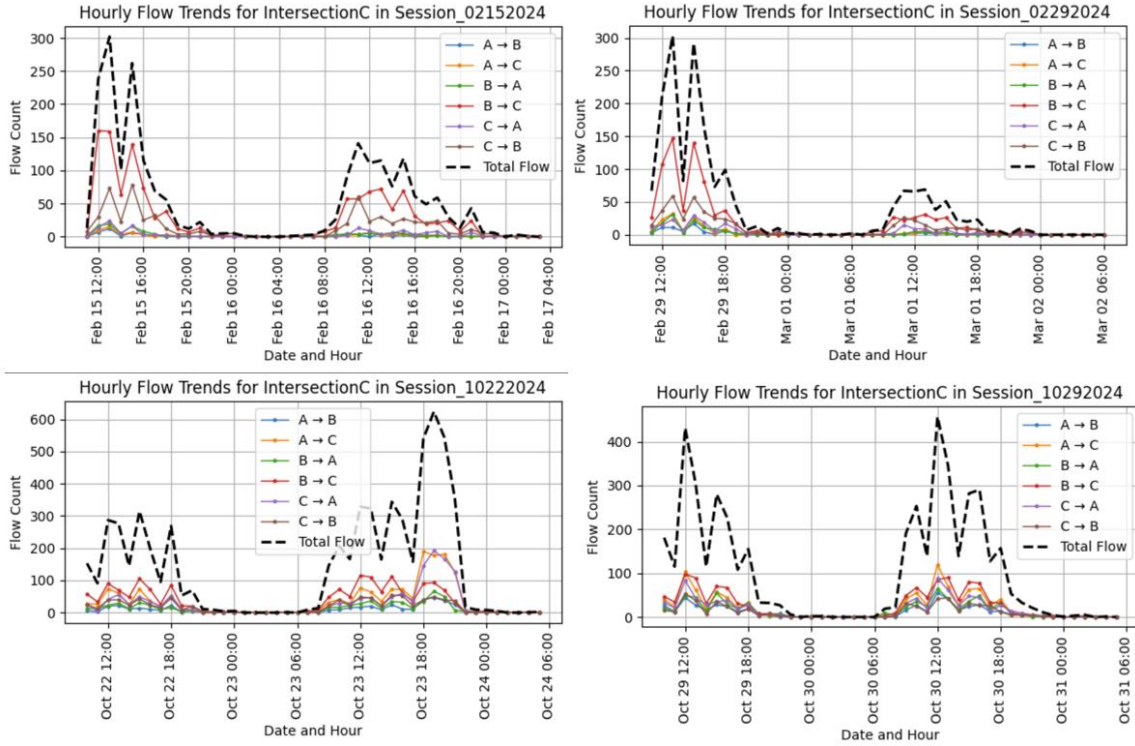 Hourly Flow Trends for IntersectionC in Session_02152024
300
250
200
150
100
50
0
Flow Count
A → B
A → C
B → A
B → C
C → A
C → B
Total Flow
Feb 15 12:00
Feb 15 16:00
Feb 15 20:00
Feb 16 00:00
Feb 16 04:00
Feb 16 08:00
Feb 16 12:00
Feb 16 16:00
Feb 16 20:00
Feb 17 00:00
Feb 17 04:00
Date and Hour
Hourly Flow Trends for IntersectionC in Session_02292024
300
250
200
150
100
50
0
Flow Count
A → B
A → C
B → A
B → C
C → A
C → B
Total Flow
Feb 29 12:00
Feb 29 18:00
Mar 01 00:00
Mar 01 06:00
Mar 01 12:00
Mar 01 18:00
Mar 02 00:00
Mar 02 06:00
Date and Hour
Hourly Flow Trends for IntersectionC in Session_10222024
600
500
400
300
200
100
0
Flow Count
A → B
A → C
B → A
B → C
C → A
C → B
Total Flow
Oct 22 12:00
Oct 22 18:00
Oct 23 00:00
Oct 23 06:00
Oct 23 12:00
Oct 23 18:00
Oct 24 00:00
Oct 24 06:00
Date and Hour
Hourly Flow Trends for IntersectionC in Session_10292024
400
300
200
100
0
Flow Count
A → B
A → C
B → A
B → C
C → A
C → B
Total Flow
Oct 29 12:00
Oct 29 18:00
Oct 30 00:00
Oct 30 06:00
Oct 30 12:00
Oct 30 18:00
Oct 31 00:00
Oct 31 06:00
Date and Hour